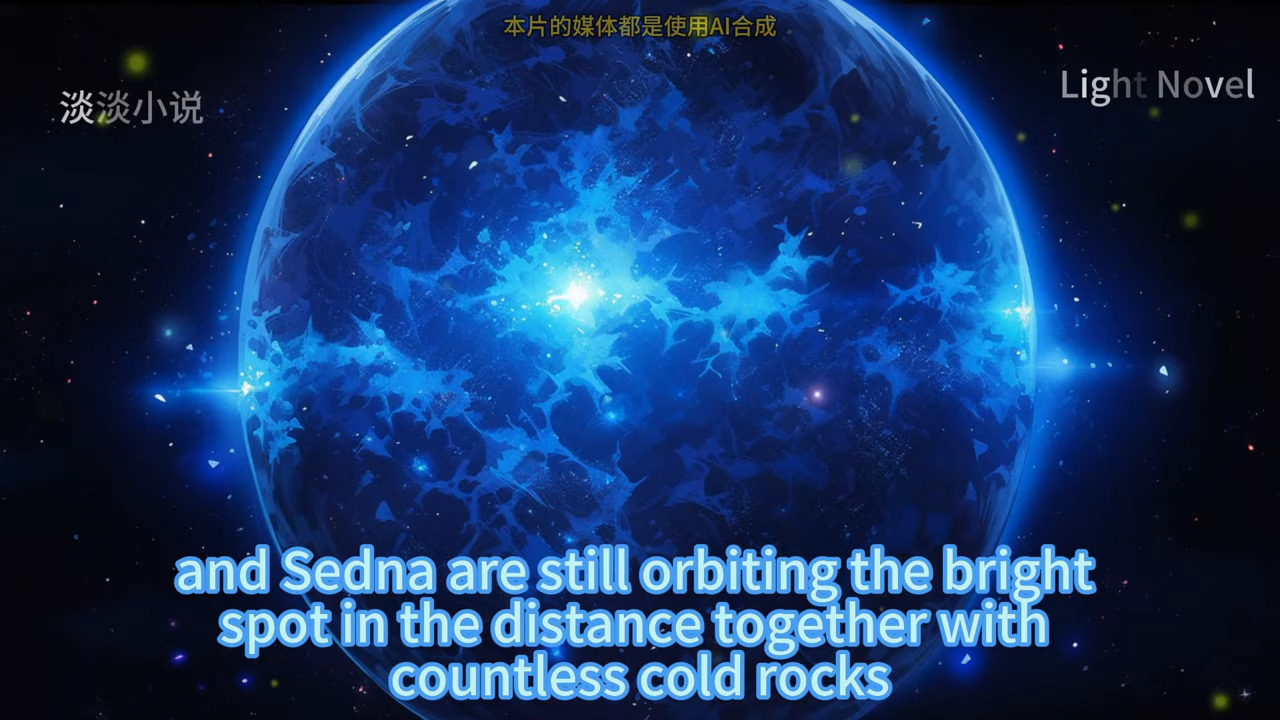 本片的媒体都是使用AI合成
淡淡小说
Light Novel
and Sedna are still orbiting the bright
spot in the distance together with
countless cold rocks